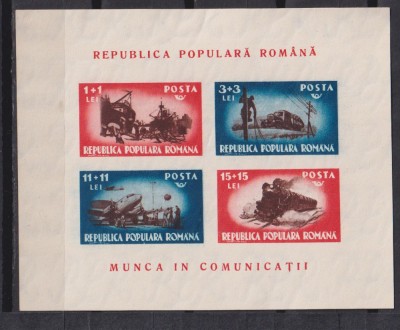 REPUBLICA POPULARĂ ROMÂNĂ
1+1 LEI POSTA
REPUBLICA POPULARA ROMANA
3+3 LEI POSTA
REPUBLICA POPULARA ROMANA
11+11 LEI POSTA
REPUBLICA POPULARA ROMANA
15+15 LEI POSTA
REPUBLICA POPULARA ROMANA
MUNCA IN COMUNICATII